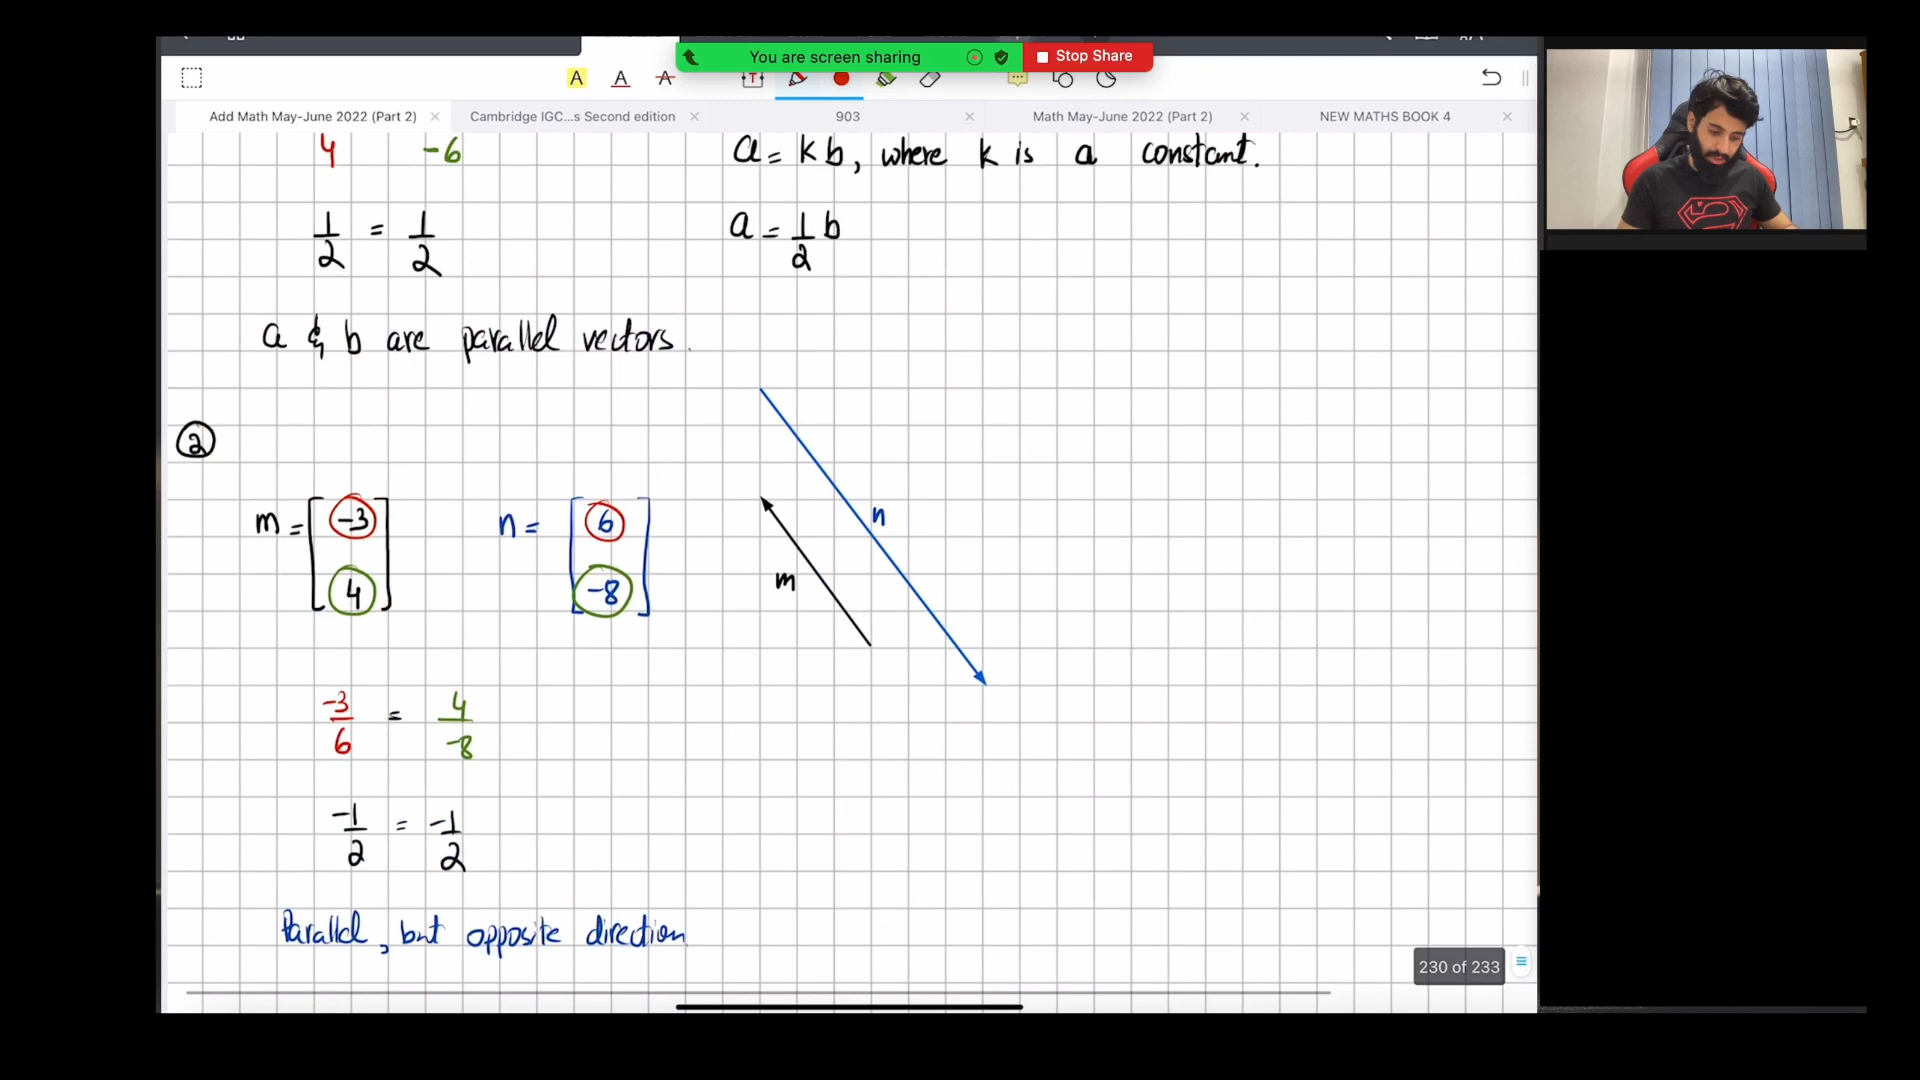 You are screen sharing
Stop Share
A A A T
Add Math May-June 2022 (Part 2) ×
Cambridge IGC...s Second edition ×
903 ×
Math May-June 2022 (Part 2) ×
NEW MATHS BOOK 4 ×
4 -6
a = k b, where k is a constant.
1/2 = 1/2
a = 1/2 b
a & b are parallel vectors.
2
m = [-3 4]
n = [6 -8]
n
m
-3/6 = 4/-8
-1/2 = -1/2
Parallel, but opposite direction
230 of 233